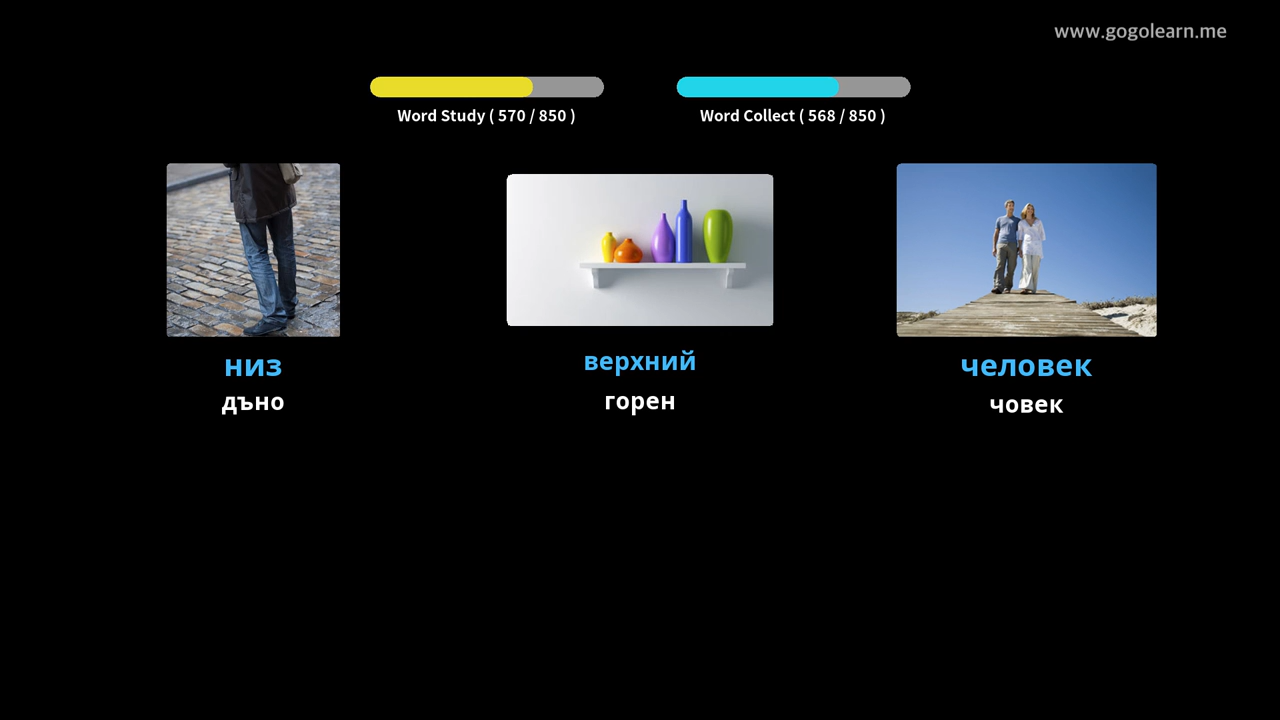 www.gogolearn.me
Word Study ( 570 / 850 )
Word Collect ( 568 / 850 )
низ
дъно
верхний
горен
человек
човек